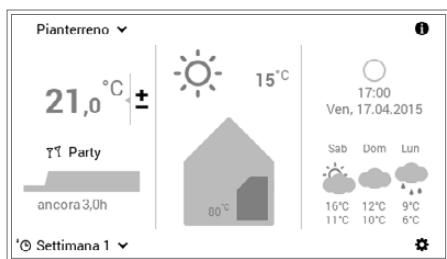 Pianterreno
21,0 °C ±
Party
ancora 3,0h
Settimana 1
15°C
80°C
17:00
Ven, 17.04.2015
Sab Dom Lun
16°C 12°C 9°C
11°C 10°C 6°C